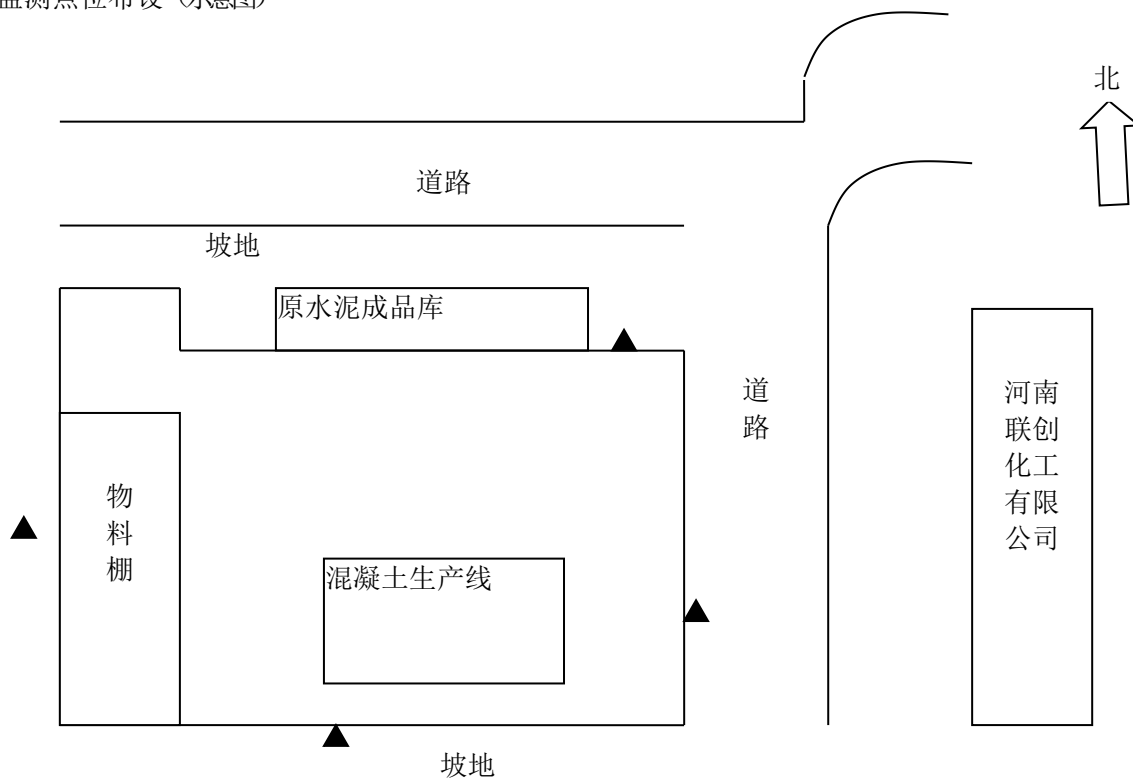 监测点位布设（示意图）
北
道路
坡地
原水泥成品库
道
路
河南
联创
化工
有限
公司
物
料
棚
混凝土生产线
坡地